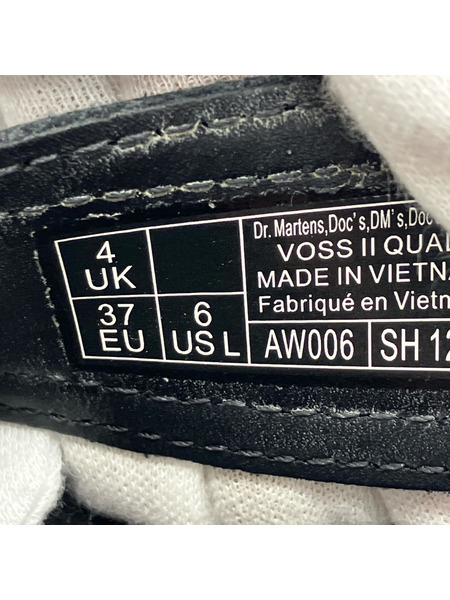 4
UK
37
EU
6
US L
Dr. Martens, Doc's, DM's, Doc
VOSS II QUAL
MADE IN VIETNA
Fabriqué en Vietn
AW006
SH 12